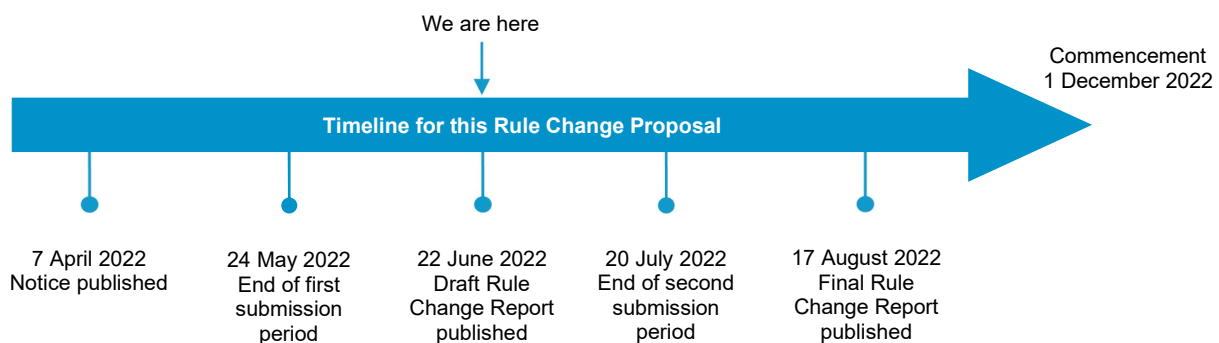 We are here
Commencement
1 December 2022
Timeline for this Rule Change Proposal
7 April 2022
Notice published
24 May 2022
End of first
submission
period
22 June 2022
Draft Rule
Change Report
published
20 July 2022
End of second
submission
period
17 August 2022
Final Rule
Change Report
published